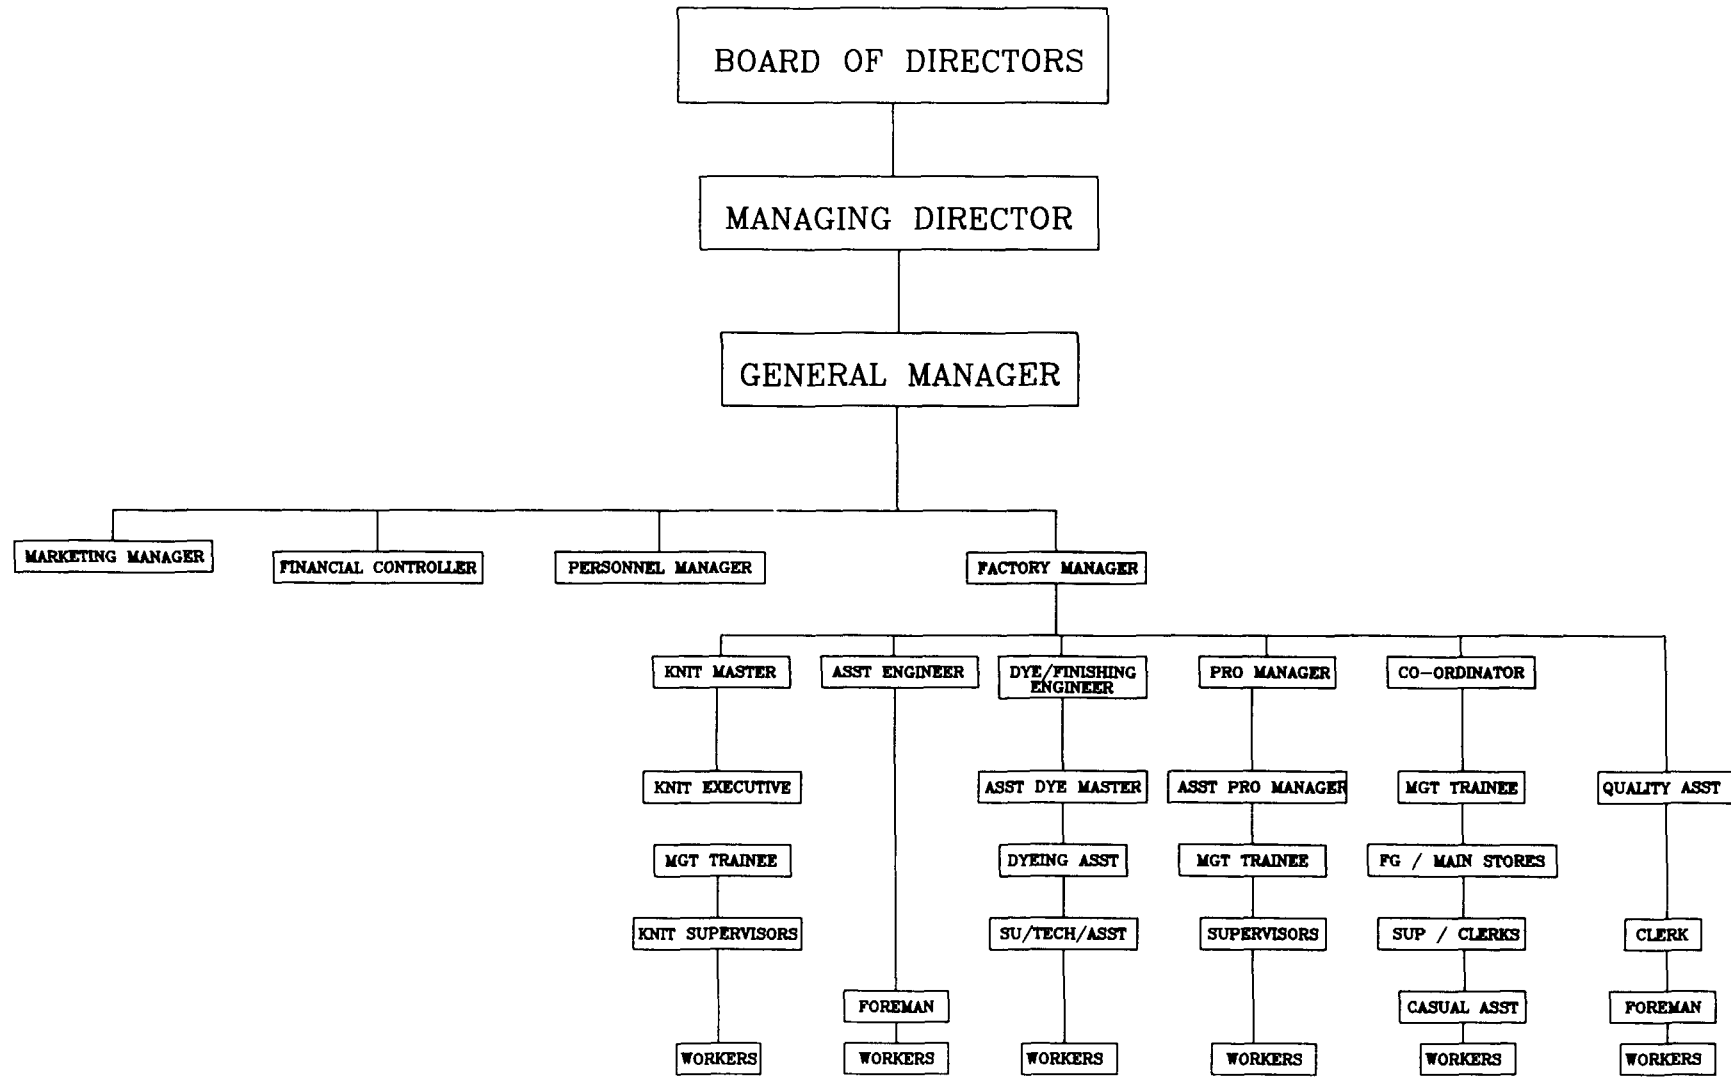 BOARD OF DIRECTORS
MANAGING DIRECTOR
GENERAL MANAGER
MARKETING MANAGER
FINANCIAL CONTROLLER
PERSONNEL MANAGER
FACTORY MANAGER
KNIT MASTER
ASST ENGINEER
DYE/FINISHING
ENGINEER
PRO MANAGER
CO-ORDINATOR
KNIT EXECUTIVE
ASST DYE MASTER
ASST PRO MANAGER
MGT TRAINEE
QUALITY ASST
MGT TRAINEE
DYEING ASST
MGT TRAINEE
FG / MAIN STORES
KNIT SUPERVISORS
SU/TECH/ASST
SUPERVISORS
SUP / CLERKS
CLERK
FOREMAN
CASUAL ASST
FOREMAN
WORKERS
WORKERS
WORKERS
WORKERS
WORKERS
WORKERS